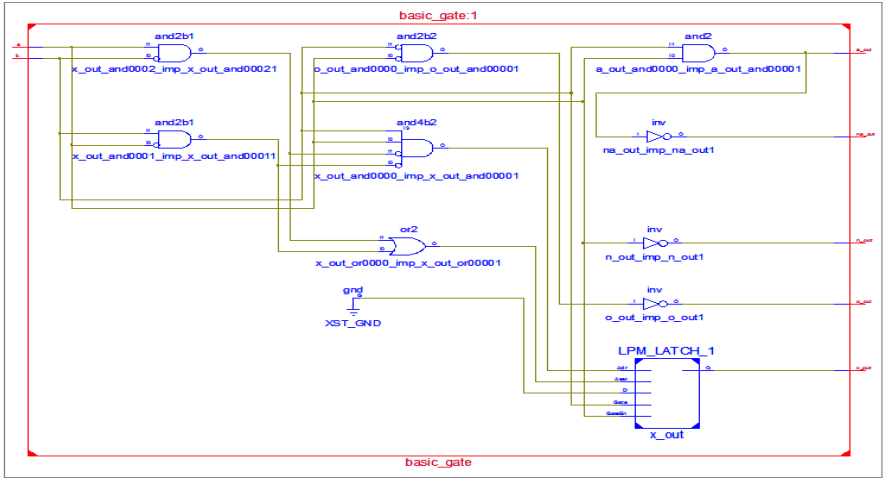 basic_gate:1
and2b1
and2b2
and2
a
b
a_out
x_out_and0002_imp_x_out_and00021
o_out_and0000_imp_o_out_and00001
a_out_and0000_imp_a_out_and00001
and2b1
and4b2
inv
na_out
x_out_and0001_imp_x_out_and00011
x_out_and0000_imp_x_out_and00001
na_out_imp_na_out1
or2
inv
n_out
x_out_or0000_imp_x_out_or00001
n_out_imp_n_out1
gnd
inv
o_out
XST_GND
o_out_imp_o_out1
LPM_LATCH_1
x_out
D
Gate
x_out
basic_gate